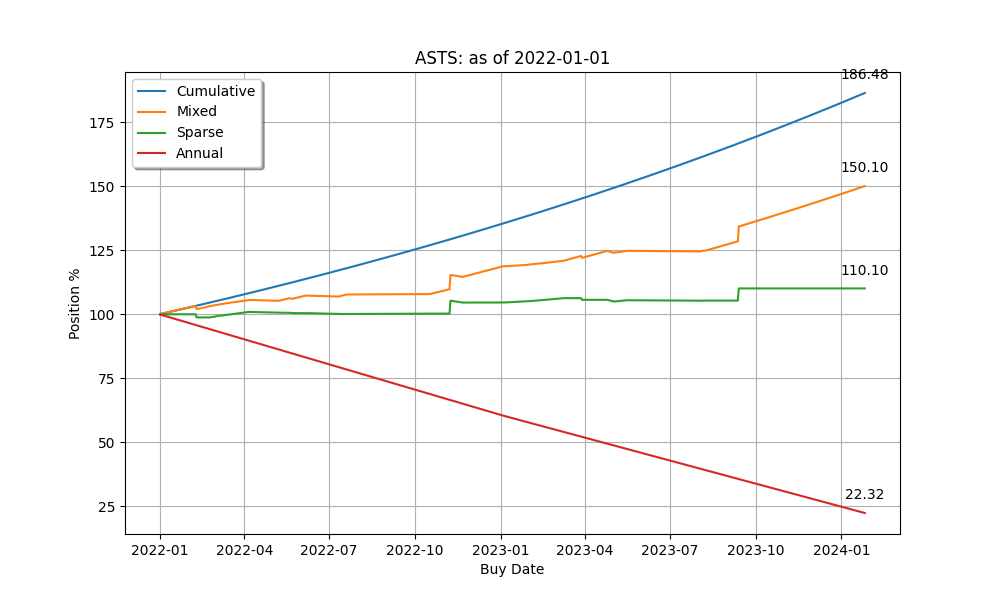 ASTS: as of 2022-01-01
Cumulative
Mixed
Sparse
Annual
186.48
150.10
110.10
22.32
Position %
175
150
125
100
75
50
25
2022-01 2022-04 2022-07 2022-10 2023-01 2023-04 2023-07 2023-10 2024-01
Buy Date